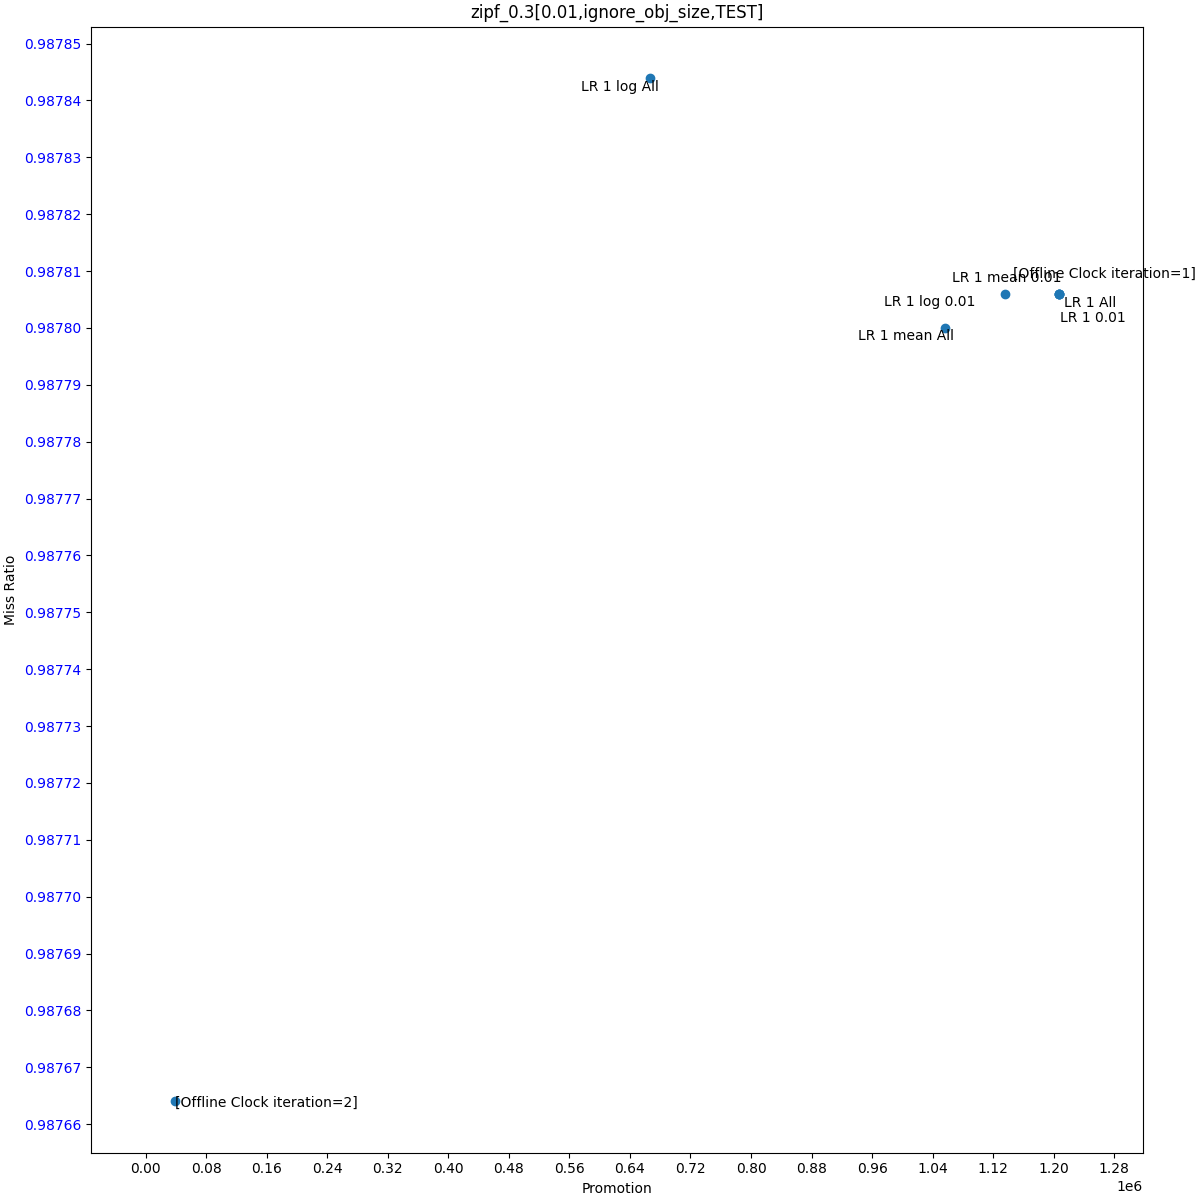 zipf_0.3[0.01,ignore_obj_size,TEST]
0.98785
LR 1 log All
0.98784
0.98783
0.98782
0.98781
[Offline Clock iteration=1]
LR 1 mean 0.01
LR 1 log 0.01
LR 1 All
LR 1 0.01
0.98780
LR 1 mean All
0.98779
0.98778
0.98777
0.98776
Miss Ratio
0.98775
0.98774
0.98773
0.98772
0.98771
0.98770
0.98769
0.98768
0.98767
[Offline Clock iteration=2]
0.98766
0.00 0.08 0.16 0.24 0.32 0.40 0.48 0.56 0.64 0.72 0.80 0.88 0.96 1.04 1.12 1.20 1.28
1e6
Promotion